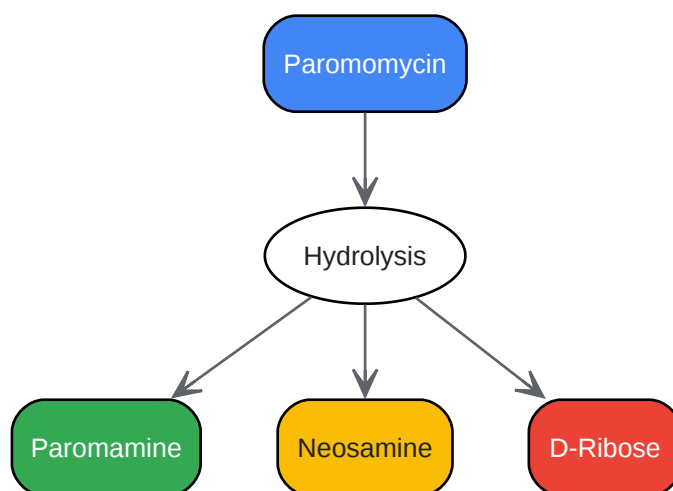 Paromomycin
Hydrolysis
Paromamine
Neosamine
D-Ribose